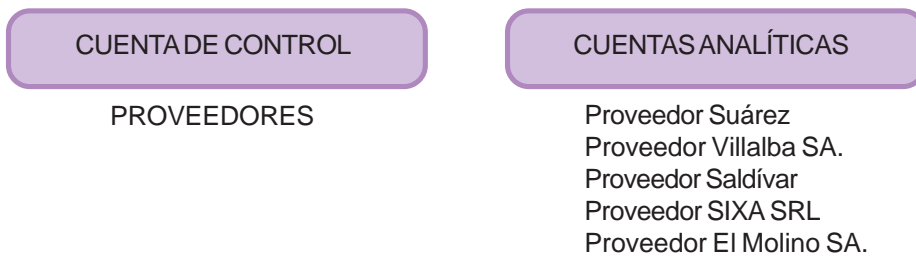 CUENTA DE CONTROL
PROVEEDORES
CUENTAS ANALÍTICAS
Proveedor Suárez
Proveedor Villalba SA.
Proveedor Saldívar
Proveedor SIXA SRL
Proveedor El Molino SA.